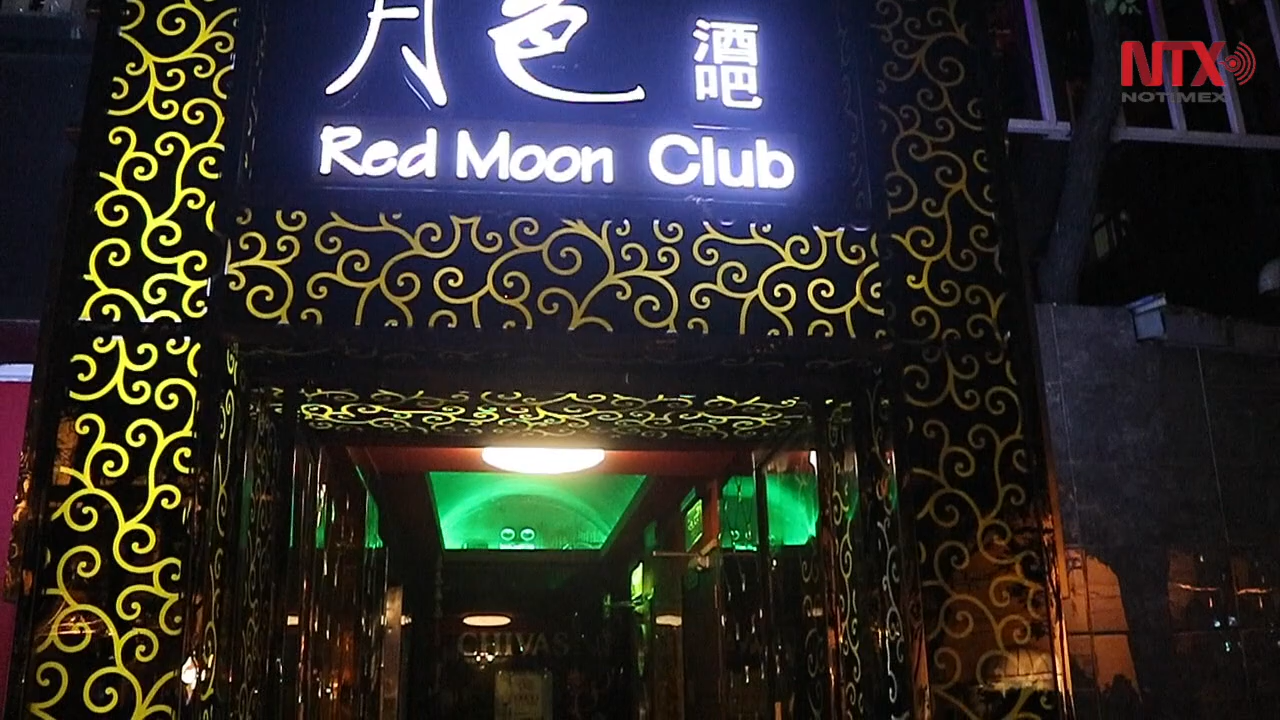 月色
酒吧
Red Moon Club
NTX
NOTIMEX
CHIVAS